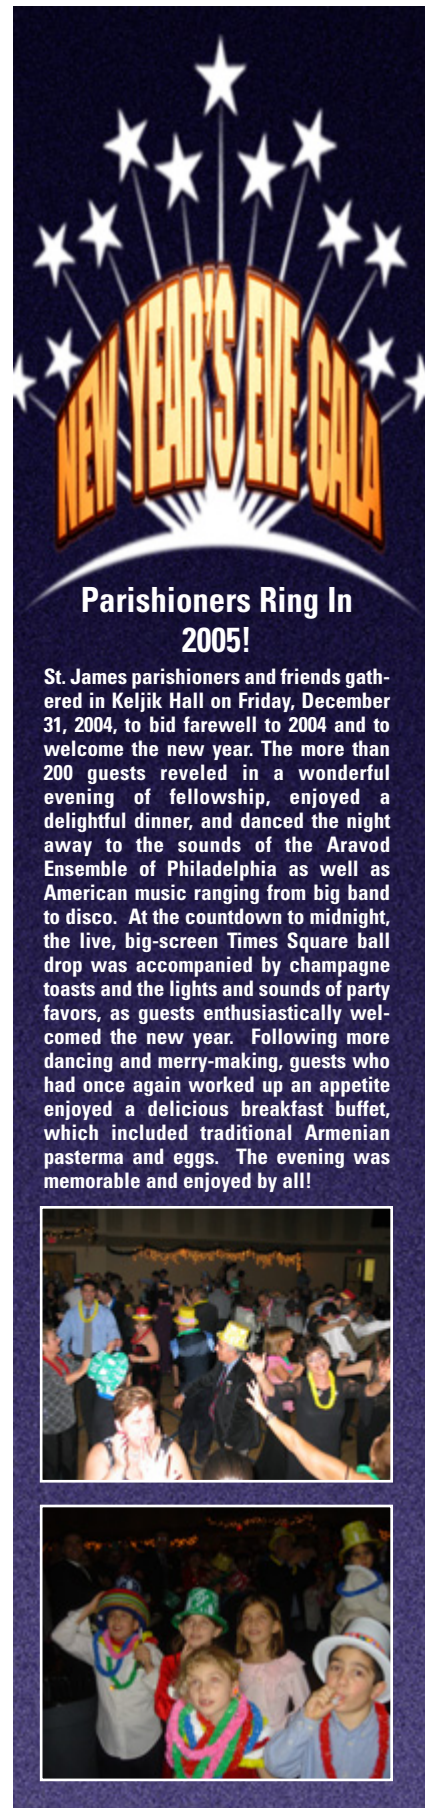 NEW YEAR'S EVE GALA
Parishioners Ring In
2005!
St. James parishioners and friends gath-
ered in Keljik Hall on Friday, December
31, 2004, to bid farewell to 2004 and to
welcome the new year. The more than
200 guests reveled in a wonderful
evening of fellowship, enjoyed a
delightful dinner, and danced the night
away to the sounds of the Aravod
Ensemble of Philadelphia as well as
American music ranging from big band
to disco.  At the countdown to midnight,
the live, big-screen Times Square ball
drop was accompanied by champagne
toasts and the lights and sounds of party
favors, as guests enthusiastically wel-
comed the new year.  Following more
dancing and merry-making, guests who
had once again worked up an appetite
enjoyed a delicious breakfast buffet,
which included traditional Armenian
pasterma and eggs.  The evening was
memorable and enjoyed by all!